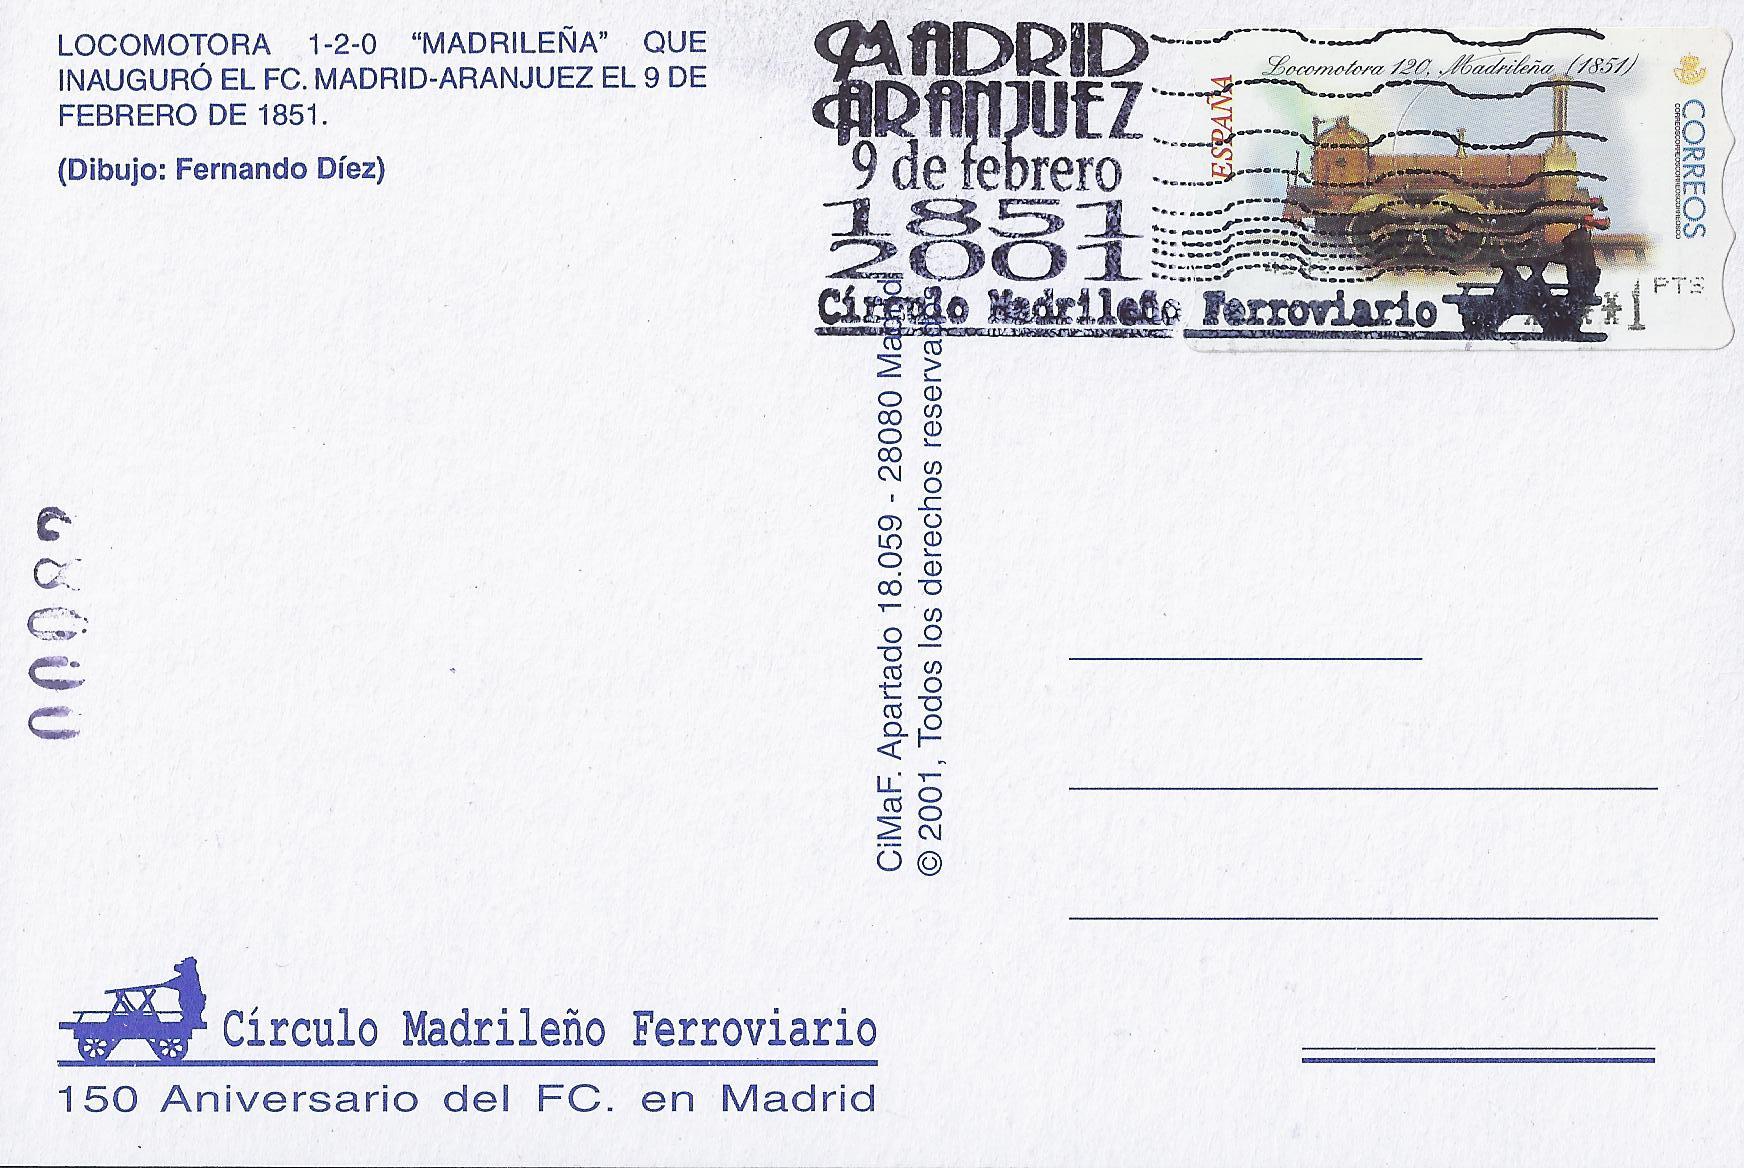 LOCOMOTORA 1-2-0 “MADRILEÑA” QUE
INAUGURÓ EL FC. MADRID-ARANJUEZ EL 9 DE
FEBRERO DE 1851.
(Dibujo: Fernando Díez)
MADRID
ARANJUEZ
9 de febrero
1851
2001
Círculo Madrileño Ferroviario
Locomotora 120, Madrileña (1851)
ESPAÑA
CORREOS
PTS
*1
CiMaF. Apartado 18.059 - 28080 Madrid
© 2001, Todos los derechos reservados
Círculo Madrileño Ferroviario
150 Aniversario del FC. en Madrid